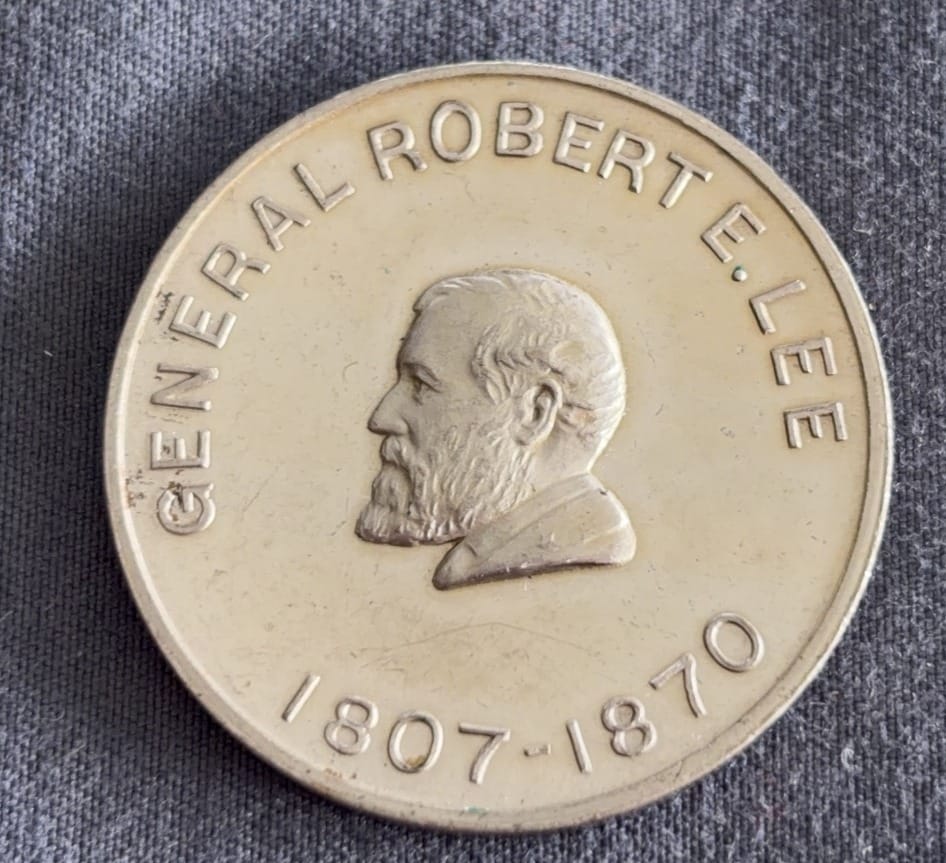 GENERAL ROBERT E. LEE
1807-1870